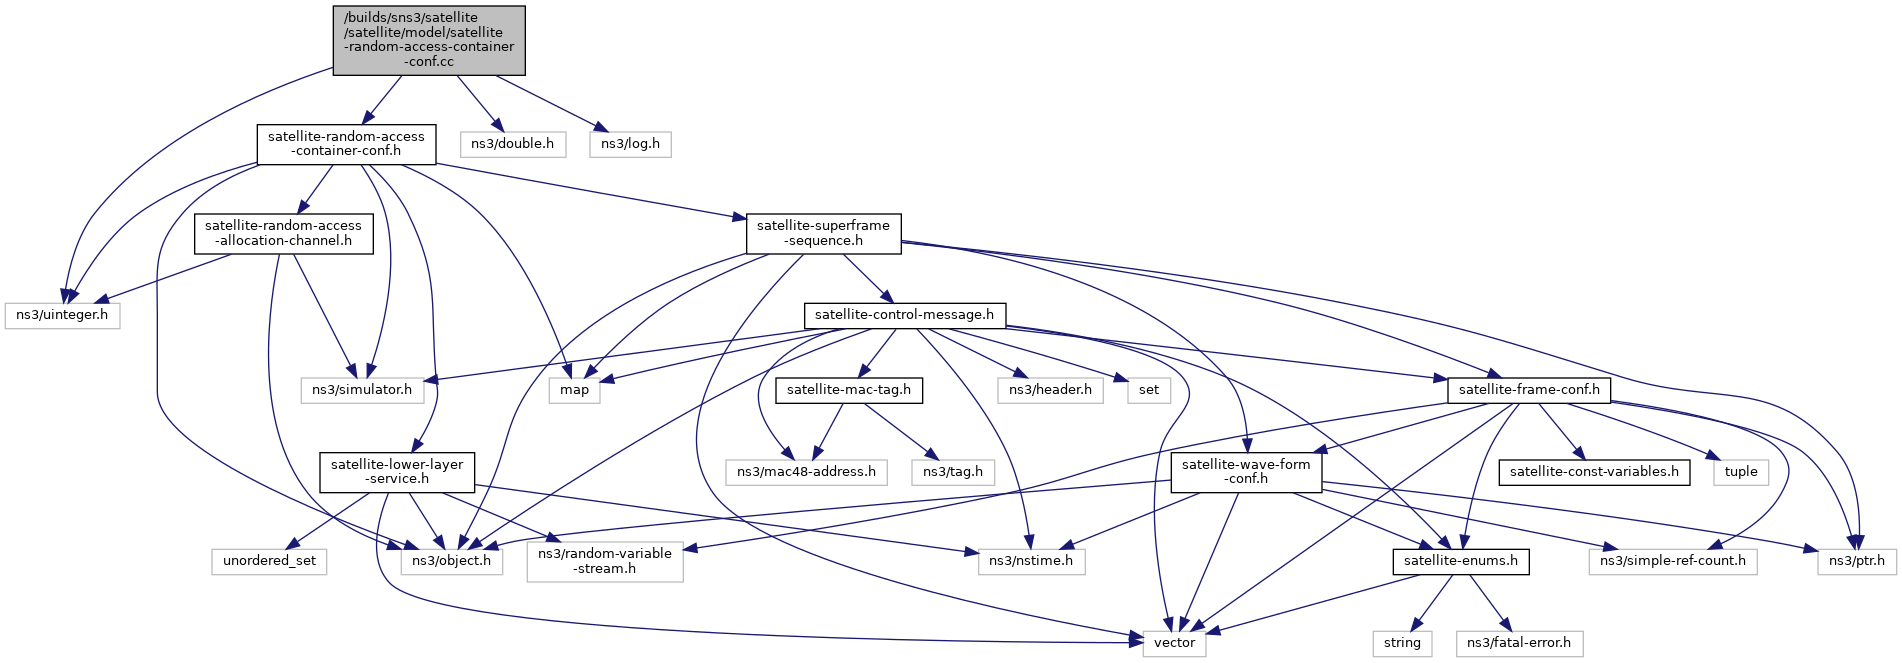 /builds/sns3/satellite
/satellite/model/satellite
-random-access-container
-conf.cc
satellite-random-access
-container-conf.h
ns3/double.h
ns3/log.h
satellite-random-access
-allocation-channel.h
satellite-superframe
-sequence.h
ns3/uinteger.h
satellite-control-message.h
ns3/simulator.h
map
satellite-mac-tag.h
ns3/header.h
set
satellite-frame-conf.h
satellite-lower-layer
-service.h
ns3/mac48-address.h
ns3/tag.h
satellite-wave-form
-conf.h
satellite-const-variables.h
tuple
unordered_set
ns3/object.h
ns3/random-variable
-stream.h
ns3/nstime.h
satellite-enums.h
ns3/simple-ref-count.h
ns3/ptr.h
vector
string
ns3/fatal-error.h